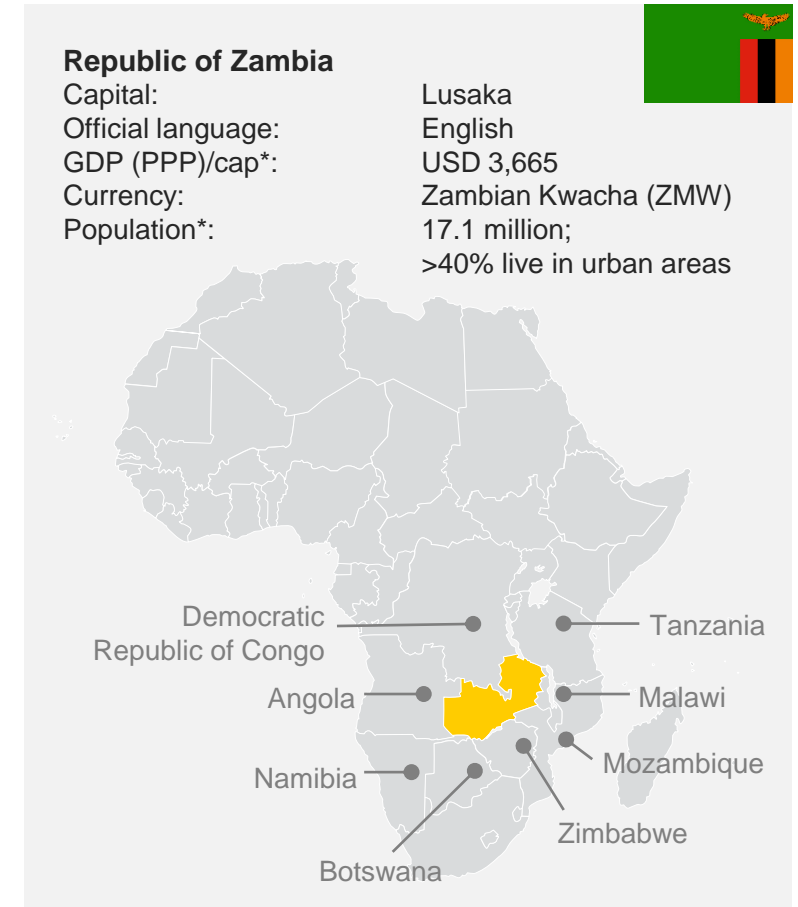 Republic of Zambia
Capital: Lusaka
Official language: English
GDP (PPP)/cap*: USD 3,665
Currency: Zambian Kwacha (ZMW)
Population*: 17.1 million;
>40% live in urban areas
Democratic
Republic of Congo
Tanzania
Angola
Malawi
Namibia
Mozambique
Zimbabwe
Botswana